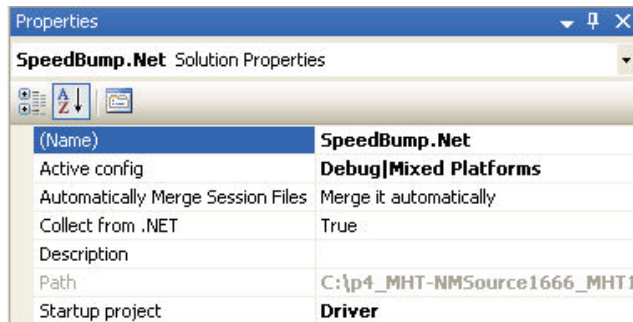 Properties
SpeedBump.Net Solution Properties
(Name) SpeedBump.Net
Active config Debug|Mixed Platforms
Automatically Merge Session Files Merge it automatically
Collect from .NET True
Description
Path C:\p4_MHT-NMSource1666_MHT1
Startup project Driver